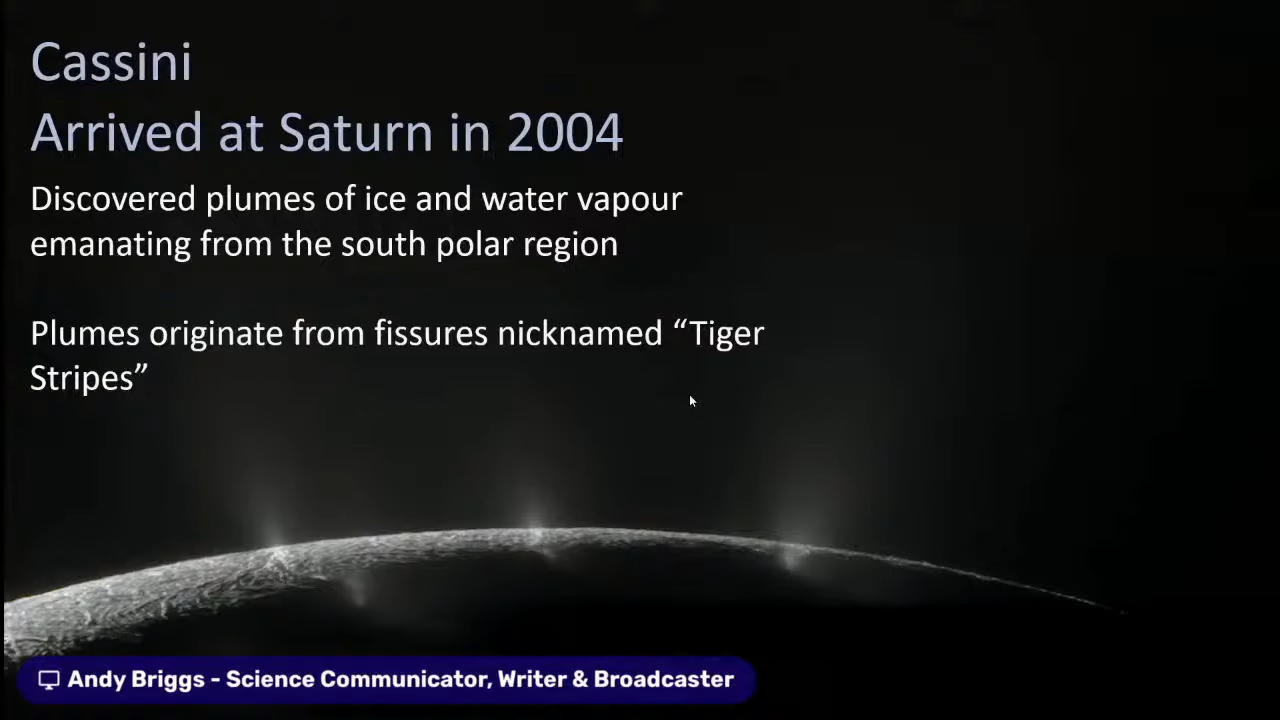 Cassini
Arrived at Saturn in 2004
Discovered plumes of ice and water vapour
emanating from the south polar region
Plumes originate from fissures nicknamed “Tiger
Stripes”
Andy Briggs - Science Communicator, Writer & Broadcaster